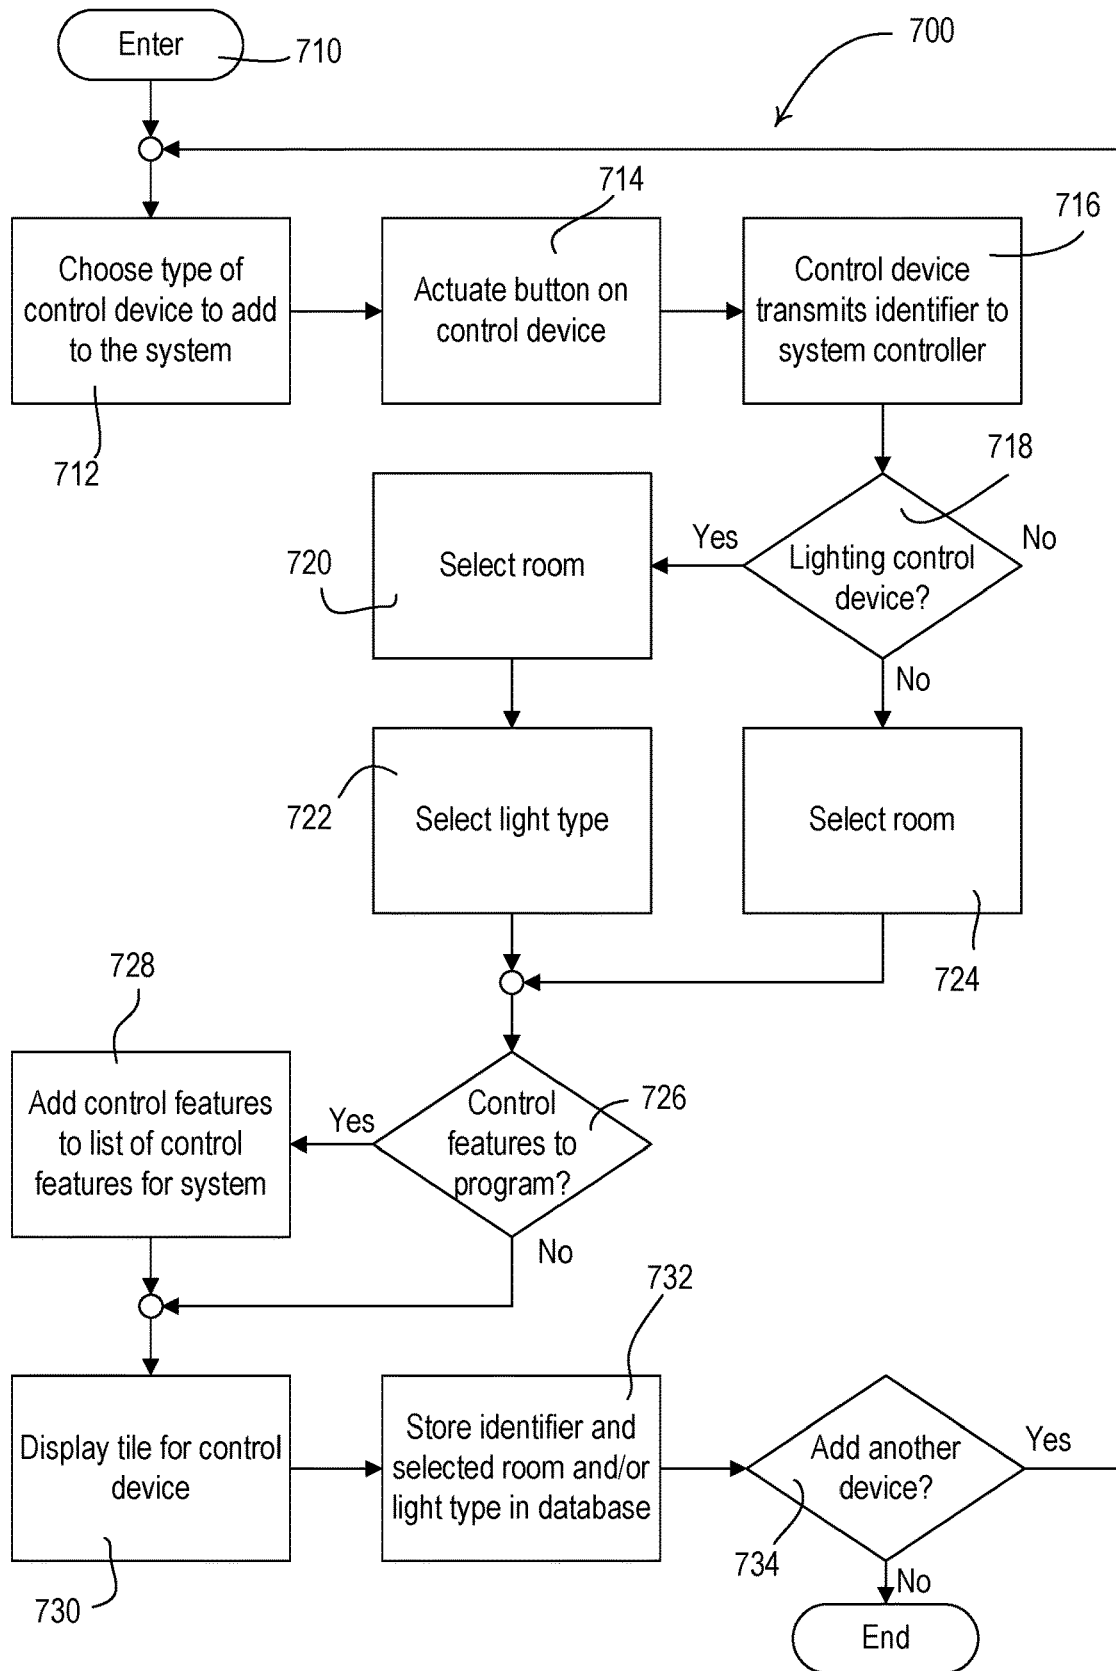 Enter
710
700
714
716
Choose type of
control device to add
to the system
Actuate button on
control device
Control device
transmits identifier to
system controller
712
718
Yes
No
720
Select room
Lighting control
device?
No
722
Select light type
Select room
728
724
Add control features
to list of control
features for system
Yes
Control
features to
program?
726
No
732
Display tile for control
device
Store identifier and
selected room and/or
light type in database
Add another
device?
Yes
734
730
No
End